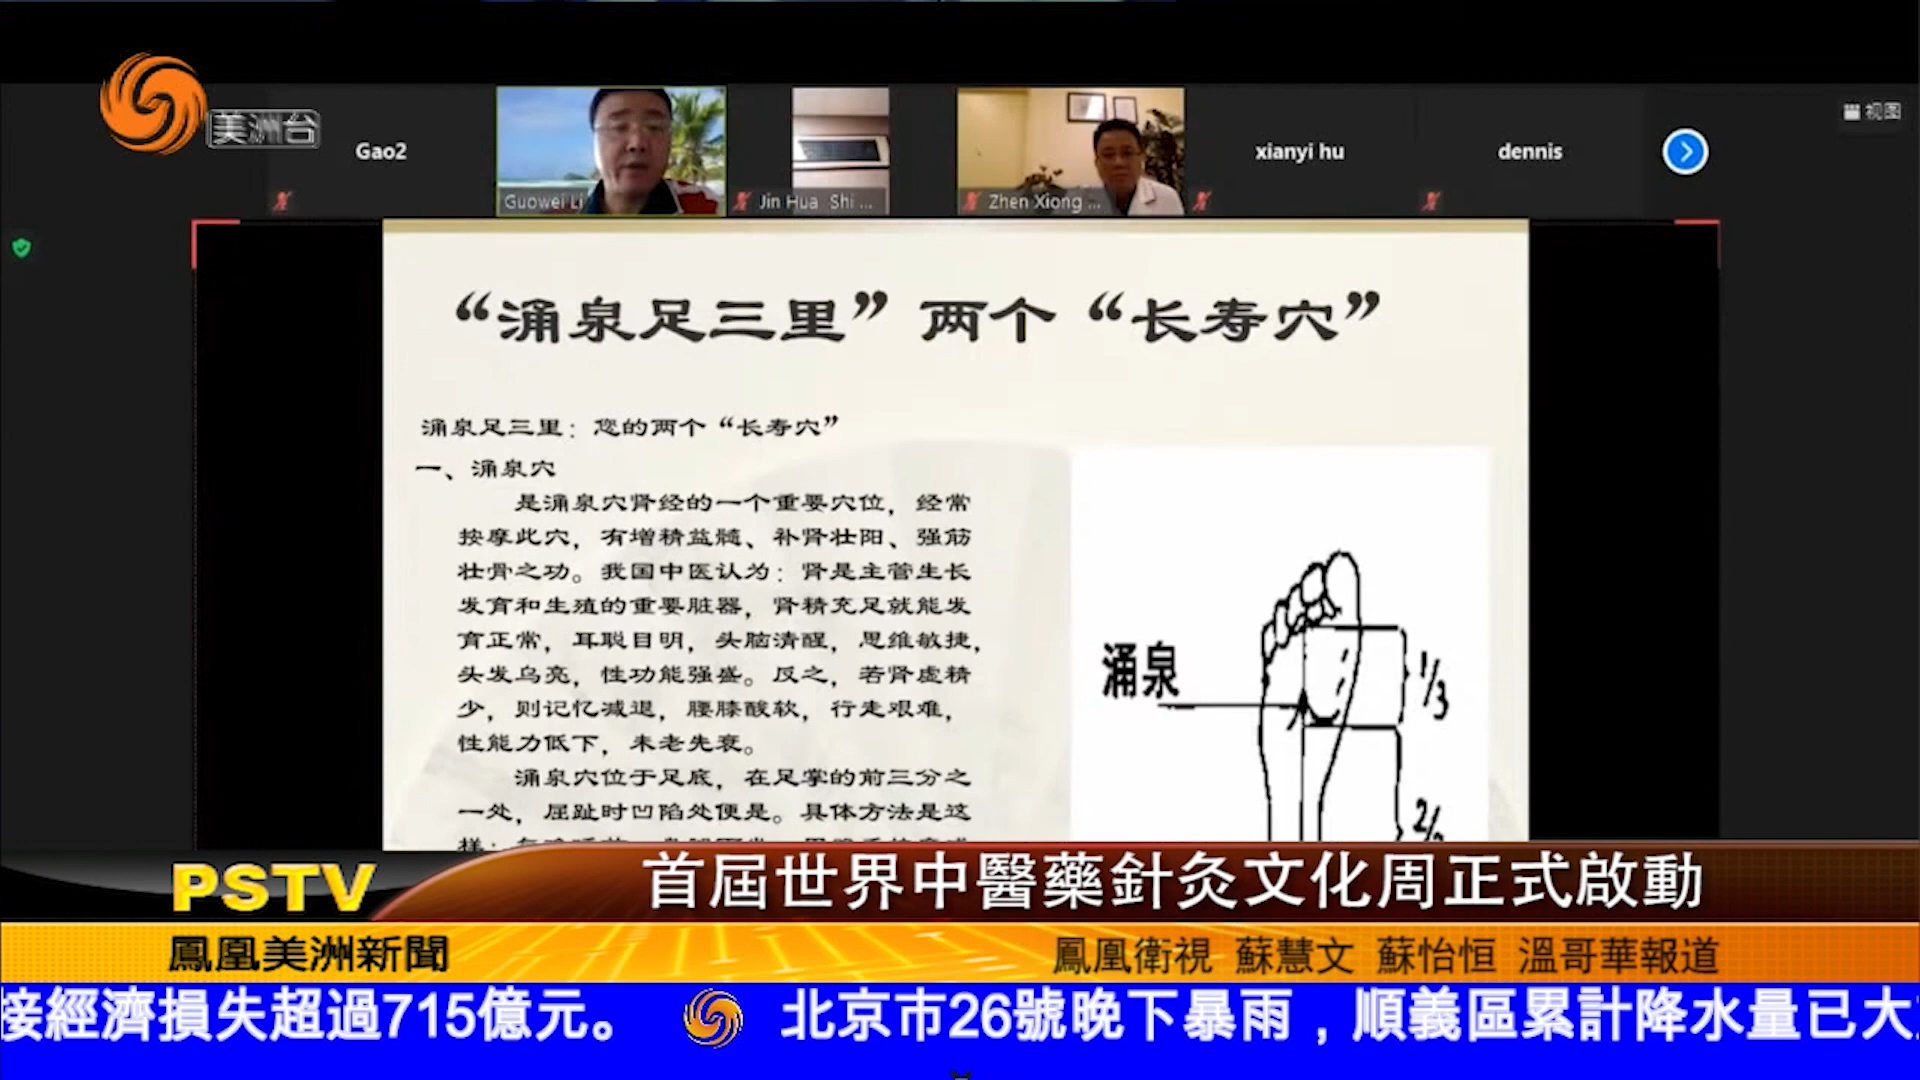 美洲台
Gao2
Guowei Li
Jin Hua Shi ...
Zhen Xiong ...
xianyi hu
dennis
视图
“涌泉足三里”两个“长寿穴”
涌泉足三里：您的两个“长寿穴”
一、涌泉穴
是涌泉穴肾经的一个重要穴位，经常
按摩此穴，有增精益髓、补肾壮阳、强筋
壮骨之功。我国中医认为：肾是主管生长
发育和生殖的重要脏器，肾精充足就能发
育正常，耳聪目明，头脑清醒，思维敏捷，
头发乌亮，性功能强盛。反之，若肾虚精
少，则记忆减退，腰膝酸软，行走艰难，
性能力低下，未老先衰。
涌泉穴位于足底，在足掌的前三分之
一处，屈趾时凹陷处便是。具体方法是这
涌泉
1/3
PSTV
首屆世界中醫藥針灸文化周正式啟動
鳳凰美洲新聞
鳳凰衛視 蘇慧文 蘇怡恒 溫哥華報道
接經濟損失超過715億元。 北京市26號晚下暴雨，順義區累計降水量已大